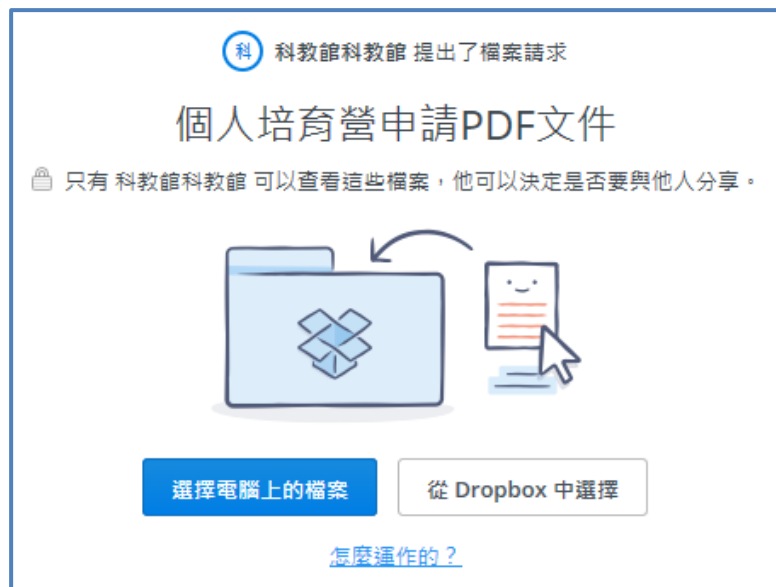 科 科教館科教館 提出了檔案請求
個人培育營申請PDF文件
只有 科教館科教館 可以查看這些檔案，他可以決定是否要與他人分享。
選擇電腦上的檔案 從 Dropbox 中選擇
怎麼運作的？